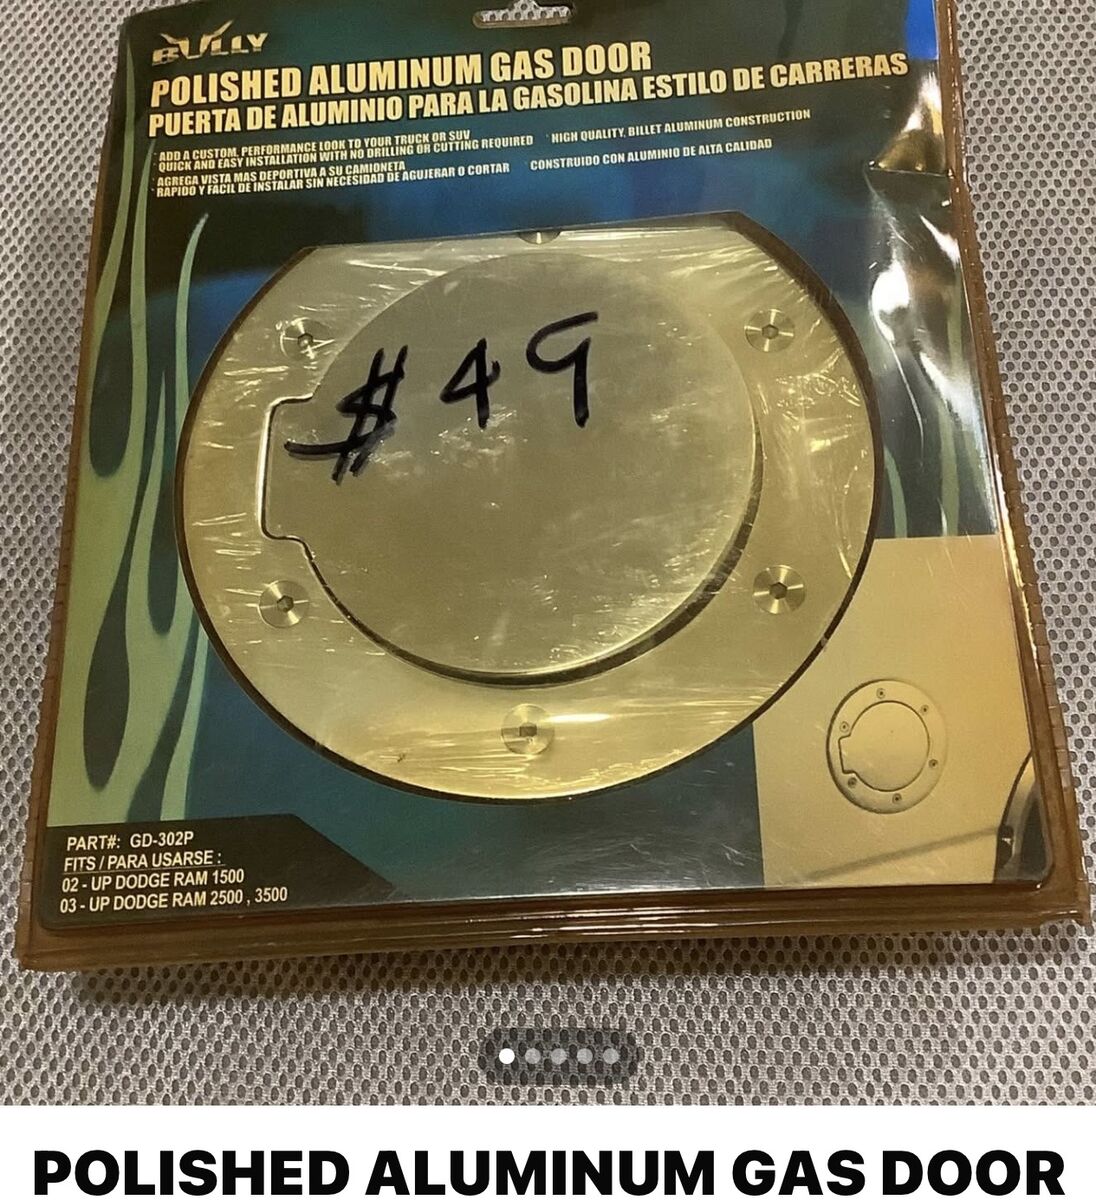 BULLY
POLISHED ALUMINUM GAS DOOR
PUERTA DE ALUMINIO PARA LA GASOLINA ESTILO DE CARRERAS
ADD A CUSTOM, PERFORMANCE LOOK TO YOUR TRUCK OR SUV
QUICK AND EASY INSTALLATION WITH NO DRILLING OR CUTTING REQUIRED
HIGH QUALITY, BILLET ALUMINUM CONSTRUCTION
AGREGA VISTA MAS DEPORTIVA A SU CAMIONETA
RAPIDO Y FACIL DE INSTALAR SIN NECESIDAD DE AGUJERAR O CORTAR
CONSTRUIDO CON ALUMINIO DE ALTA CALIDAD
$49
PART#: GD-302P
FITS / PARA USARSE :
02 - UP DODGE RAM 1500
03 - UP DODGE RAM 2500 , 3500
POLISHED ALUMINUM GAS DOOR